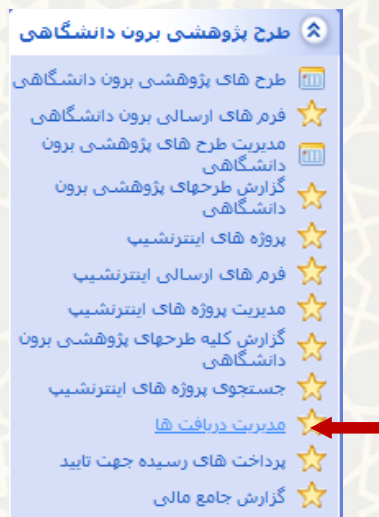 طرح پژوهشی برون دانشگاهی
طرح های پژوهشی برون دانشگاهی
فرم های ارسالی برون دانشگاهی
مدیریت طرح های پژوهشی برون
دانشگاهی
گزارش طرحهای پژوهشی برون
دانشگاهی
پروژه های اینترنشیپ
فرم های ارسالی اینترنشیپ
مدیریت پروژه های اینترنشیپ
گزارش کلیه طرحهای پژوهشی برون
دانشگاهی
جستجوی پروژه های اینترنشیپ
مدیریت دریافت ها
پرداخت های رسیده جهت تایید
گزارش جامع مالی